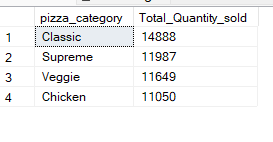 pizza_category Total_Quantity_sold
1 Classic 14888
2 Supreme 11987
3 Veggie 11649
4 Chicken 11050